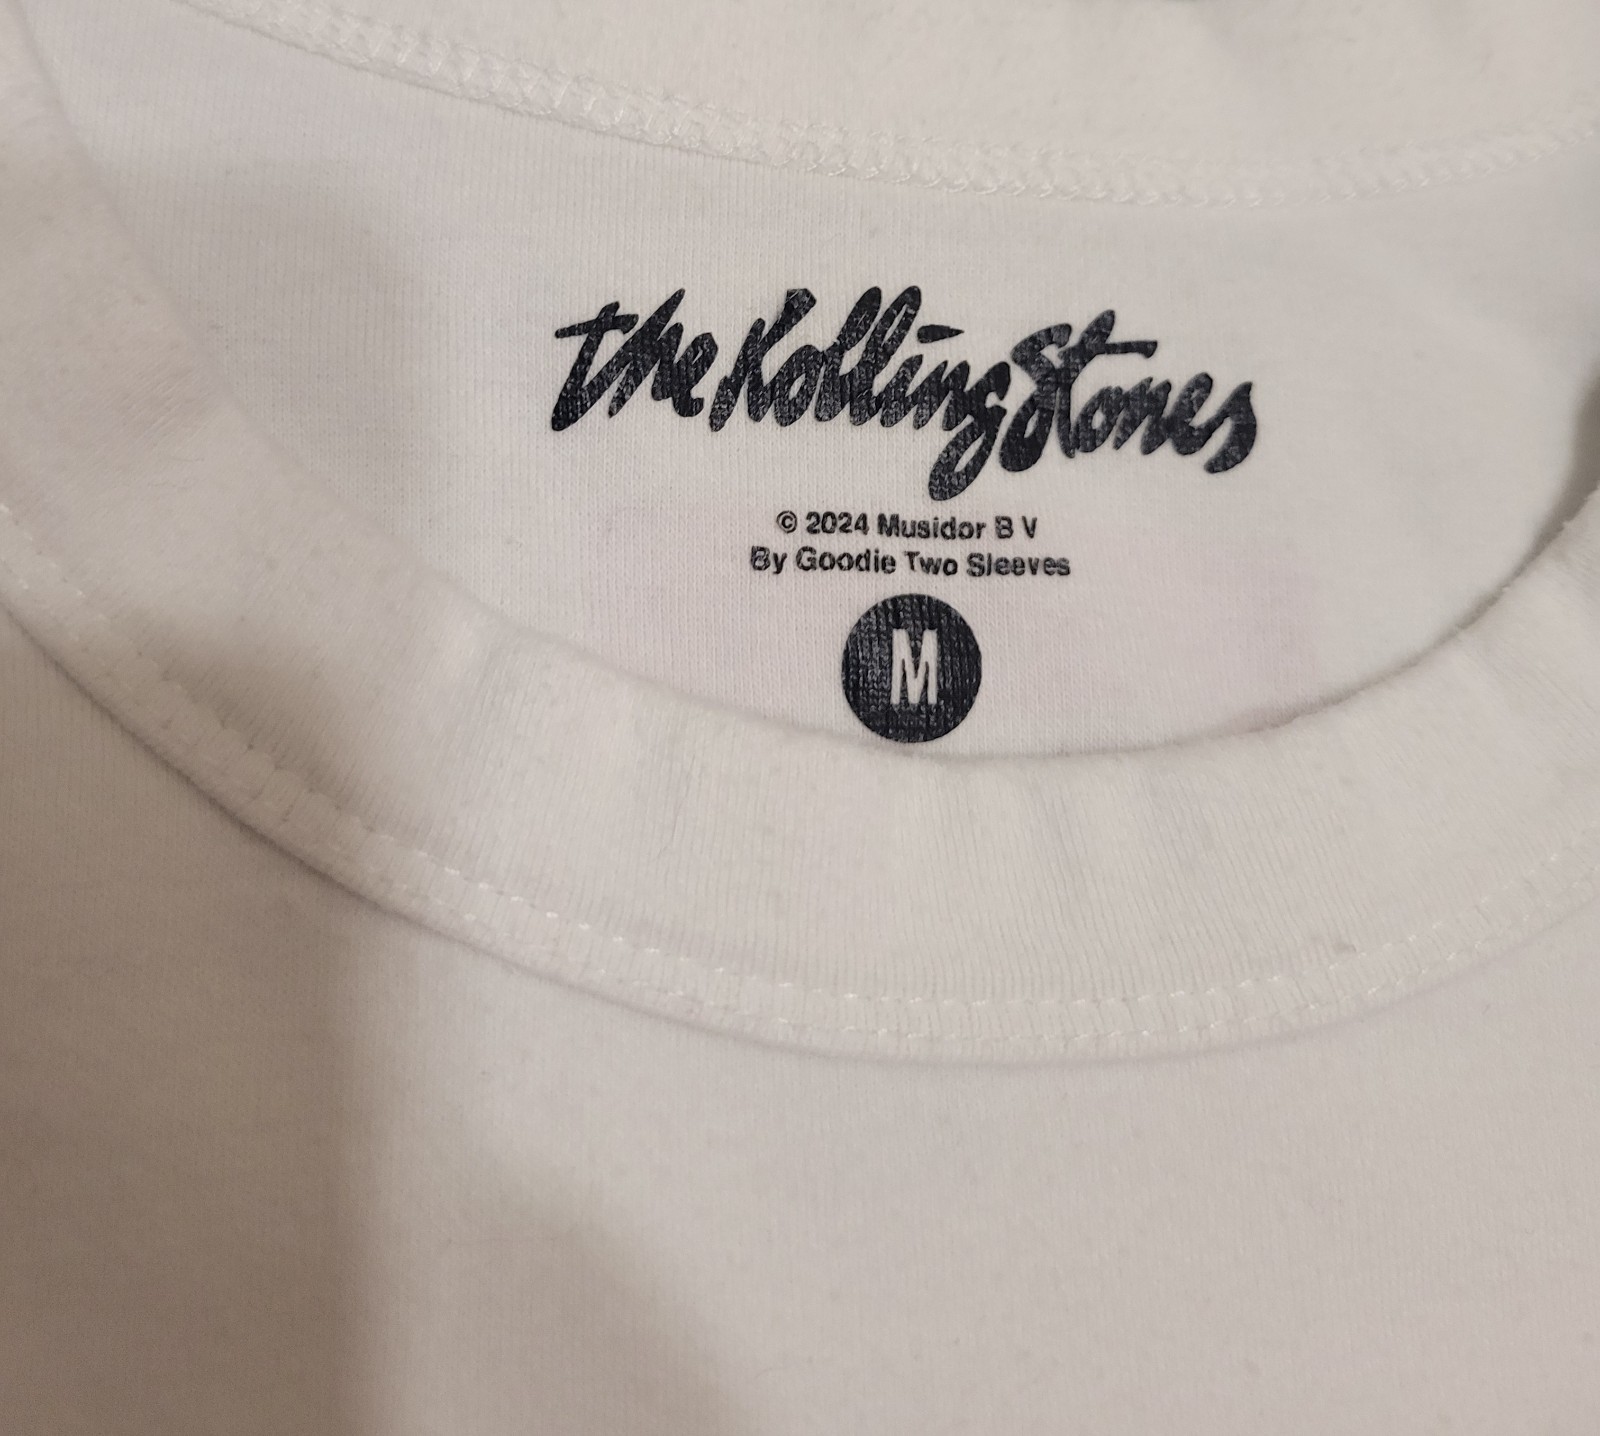 the Rolling Stones
© 2024 Musidor B V
By Goodie Two Sleeves
M